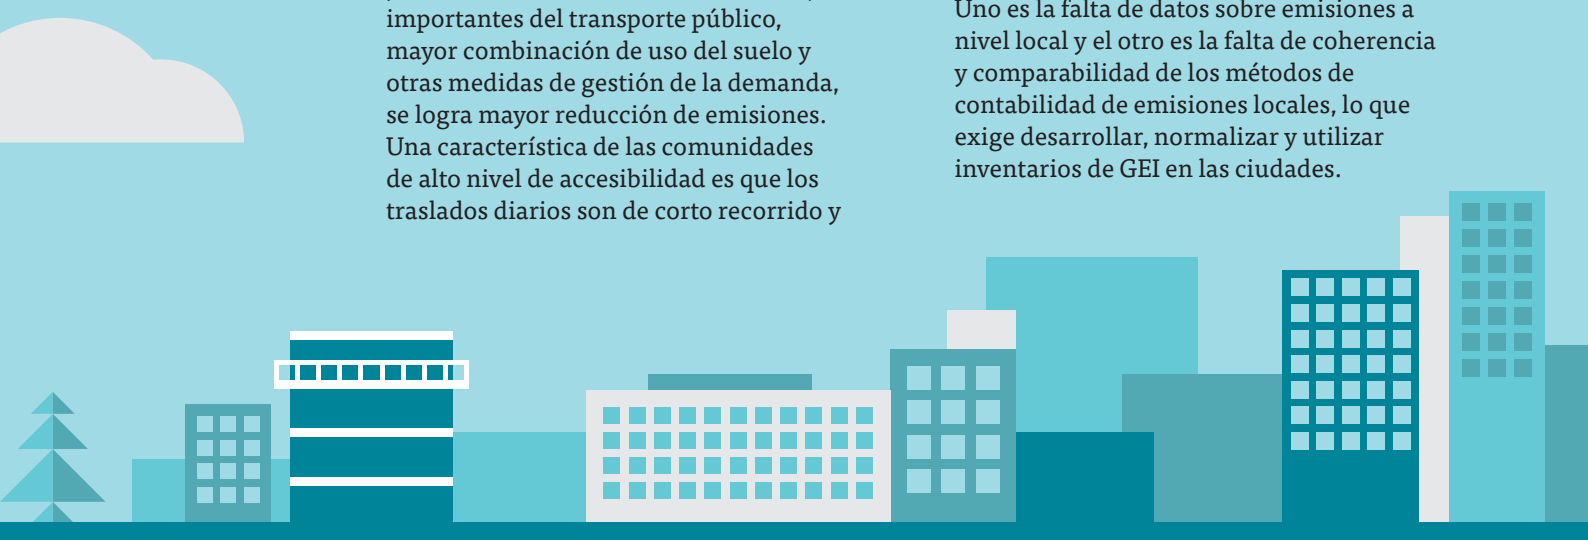 importantes del transporte público,
mayor combinación de uso del suelo y
otras medidas de gestión de la demanda,
se logra mayor reducción de emisiones.
Una característica de las comunidades
de alto nivel de accesibilidad es que los
traslados diarios son de corto recorrido y
Uno es la falta de datos sobre emisiones a
nivel local y el otro es la falta de coherencia
y comparabilidad de los métodos de
contabilidad de emisiones locales, lo que
exige desarrollar, normalizar y utilizar
inventarios de GEI en las ciudades.